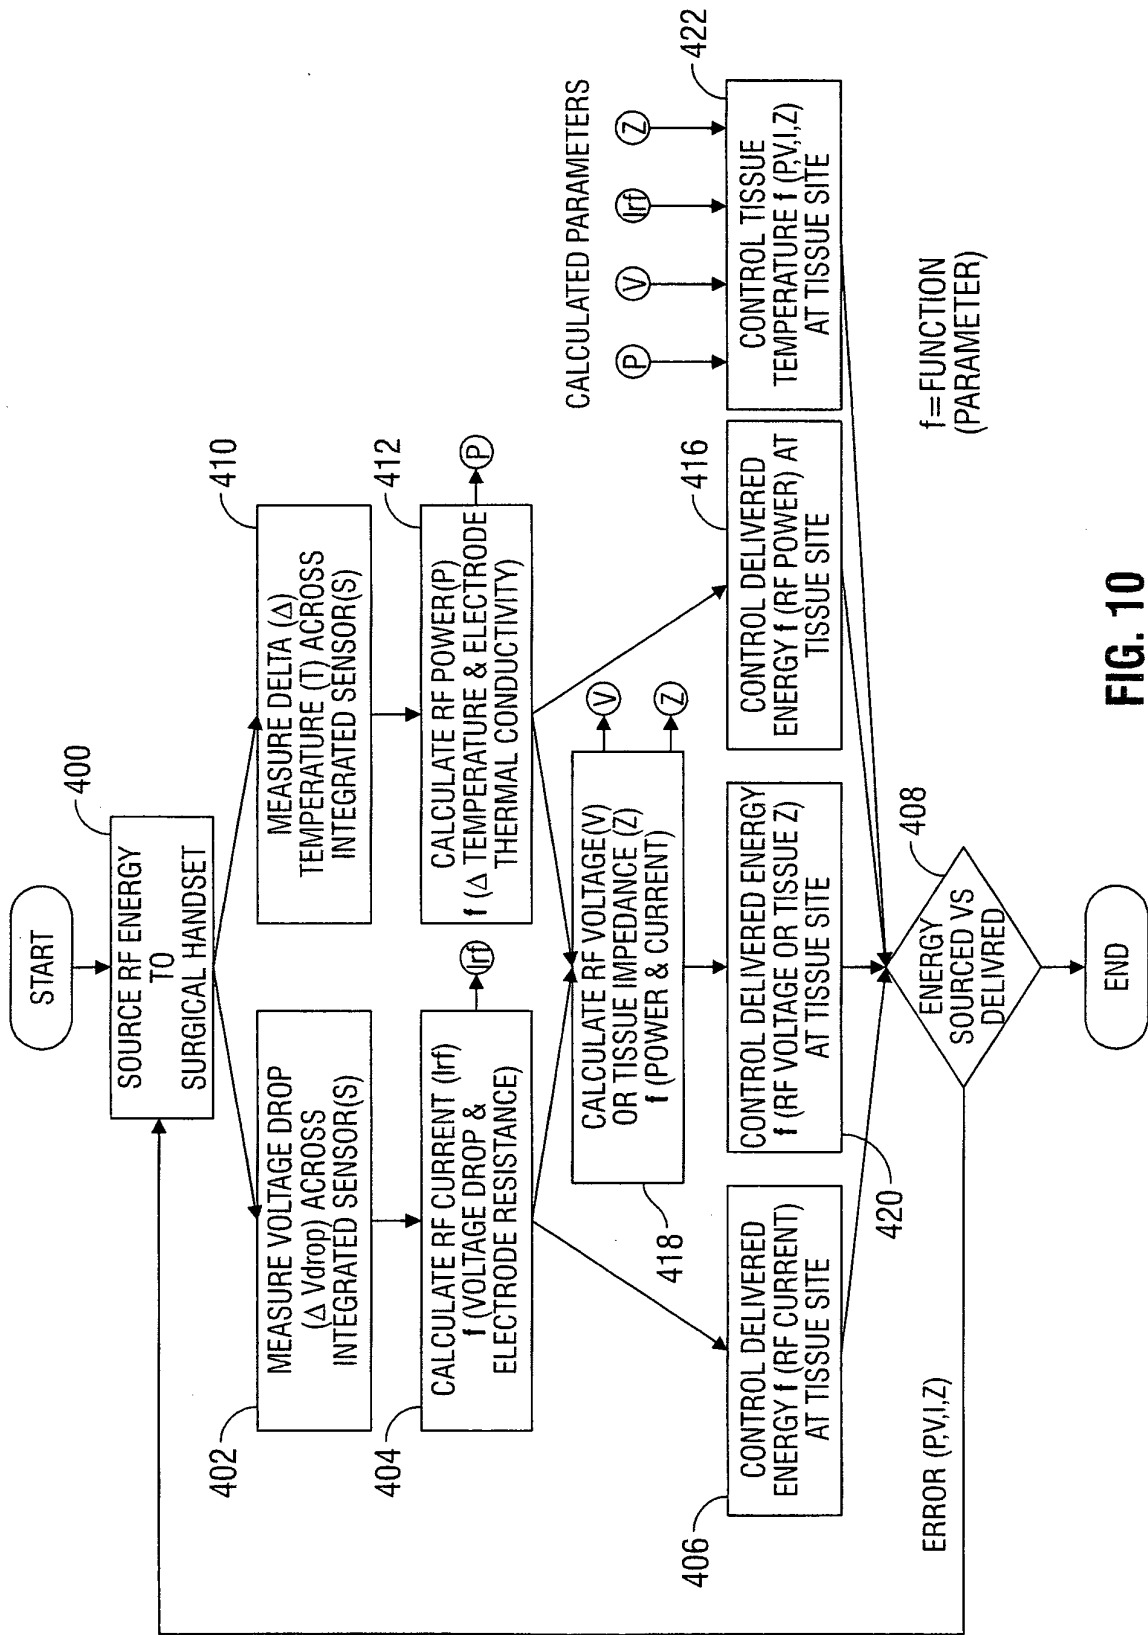 START
400
SOURCE RF ENERGY
TO
SURGICAL HANDSET
402
MEASURE VOLTAGE DROP
(Δ Vdrop) ACROSS
INTEGRATED SENSOR(S)
410
MEASURE DELTA (Δ)
TEMPERATURE (T) ACROSS
INTEGRATED SENSOR(S)
404
CALCULATE RF CURRENT (Irf)
f (VOLTAGE DROP &
ELECTRODE RESISTANCE)
Irf
412
CALCULATE RF POWER(P)
f (Δ TEMPERATURE & ELECTRODE
THERMAL CONDUCTIVITY)
P
418
CALCULATE RF VOLTAGE(V)
OR TISSUE IMPEDANCE (Z)
f (POWER & CURRENT)
V
Z
CALCULATED PARAMETERS
P
V
Irf
Z
406
CONTROL DELIVERED
ENERGY f (RF CURRENT)
AT TISSUE SITE
420
CONTROL DELIVERED ENERGY
f (RF VOLTAGE OR TISSUE Z)
AT TISSUE SITE
416
CONTROL DELIVERED
ENERGY f (RF POWER) AT
TISSUE SITE
422
CONTROL TISSUE
TEMPERATURE f (P,V,I,Z)
AT TISSUE SITE
408
ENERGY
SOURCED VS
DELIVRED
ERROR (P,V,I,Z)
END
f=FUNCTION
(PARAMETER)
FIG. 10